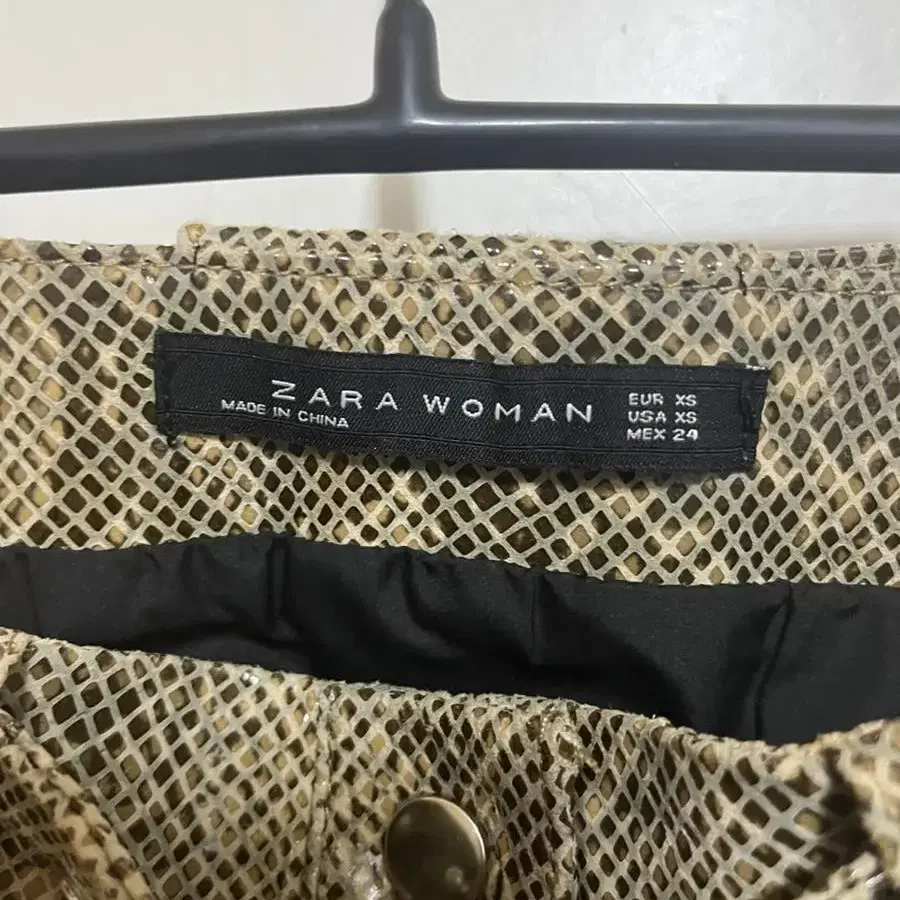 ZARA WOMAN
MADE IN CHINA
EUR XS
USA XS
MEX 24